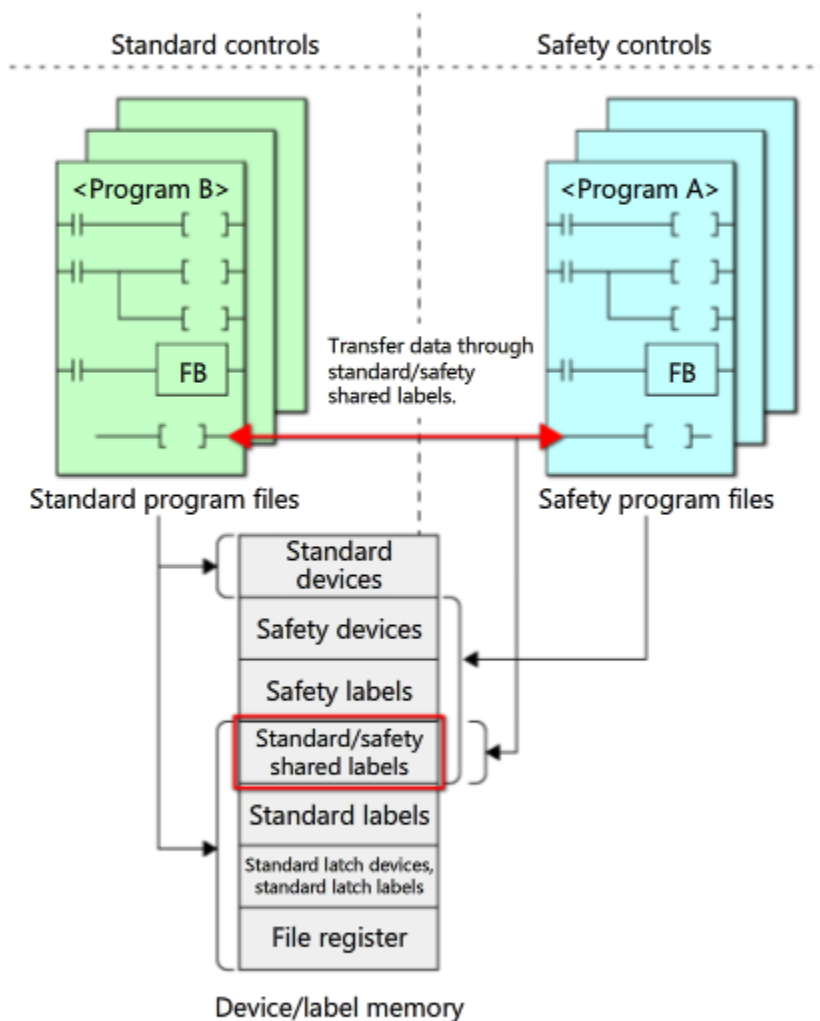 Standard controls
Safety controls
<Program B>
<Program A>
FB
FB
Transfer data through
standard/safety
shared labels.
Standard program files
Safety program files
Standard
devices
Safety devices
Safety labels
Standard/safety
shared labels
Standard labels
Standard latch devices,
standard latch labels
File register
Device/label memory